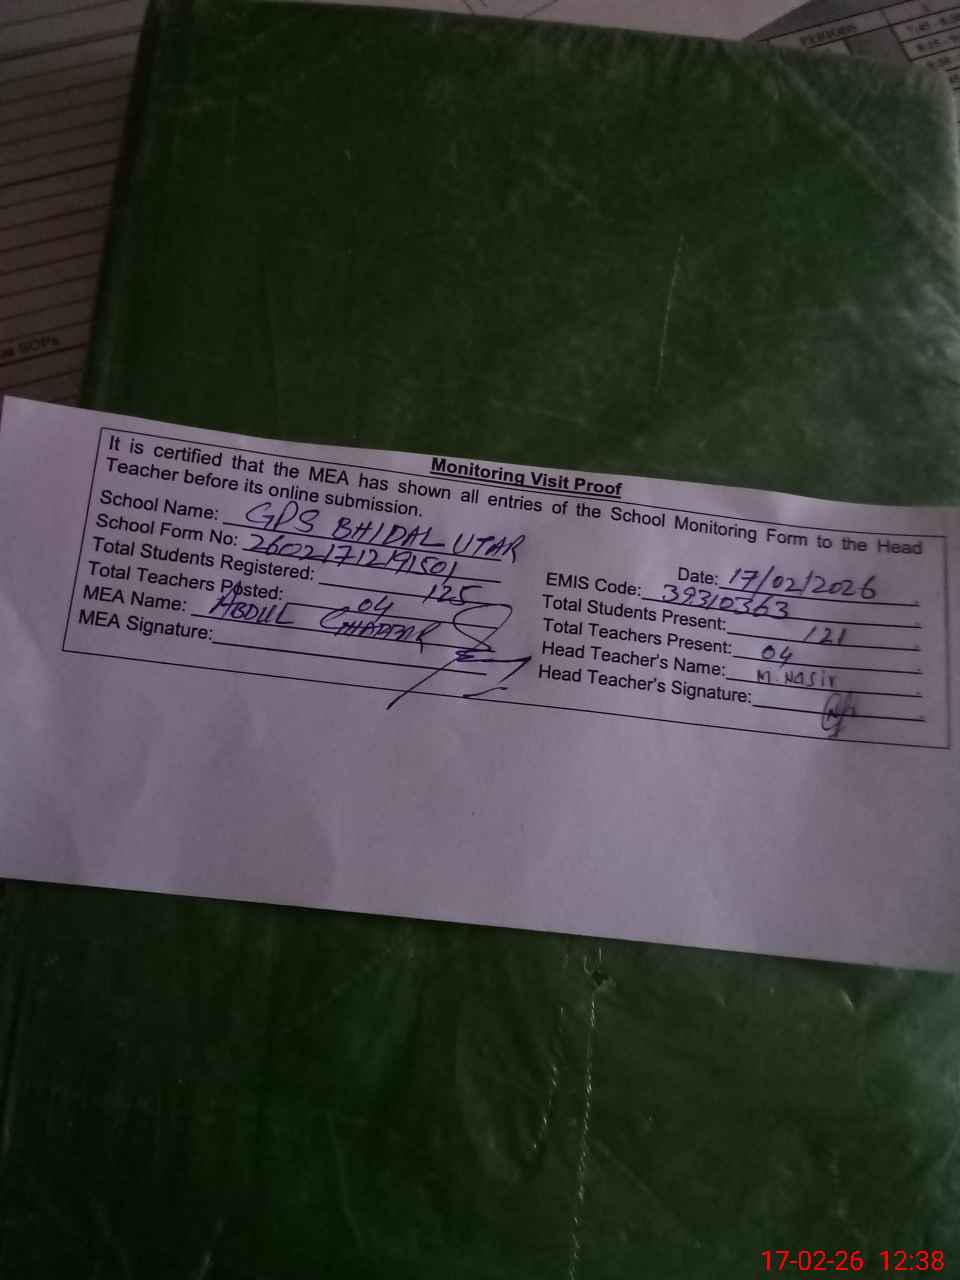 PERIODS
SOPs
Monitoring Visit Proof
It is certified that the MEA has shown all entries of the School Monitoring Form to the Head
Teacher before its online submission.
Date: 17/02/2026
School Name: GPS BHIDAL UTAR
EMIS Code: 39310363
School Form No:
Total Students Present: 121
Total Students Registered: 125
Total Teachers Present: 04
Total Teachers Posted: 04
Head Teacher's Name: M. Nasir
MEA Name: ABDUL GHAFFAR
Head Teacher's Signature:
MEA Signature:
17-02-26 12:38